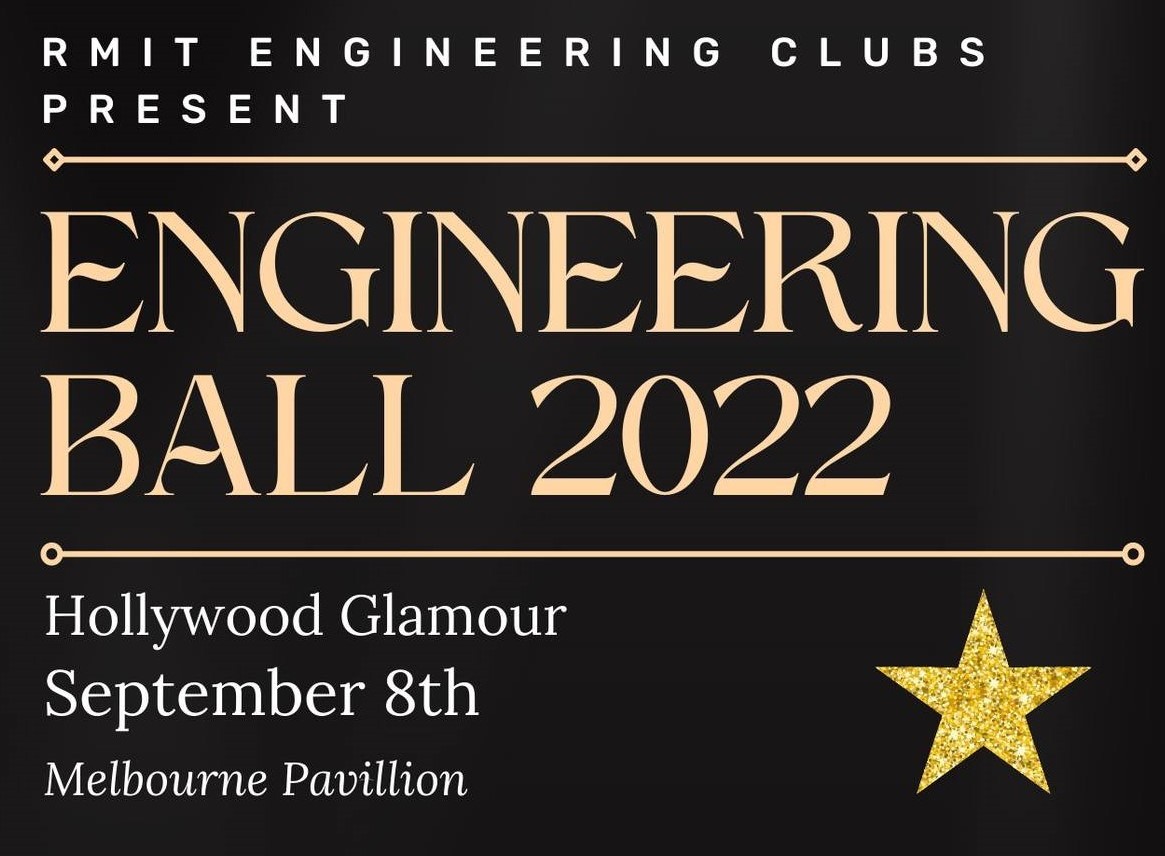 RMIT ENGINEERING CLUBS
PRESENT
ENGINEERING
BALL 2022
Hollywood Glamour
September 8th
Melbourne Pavillion